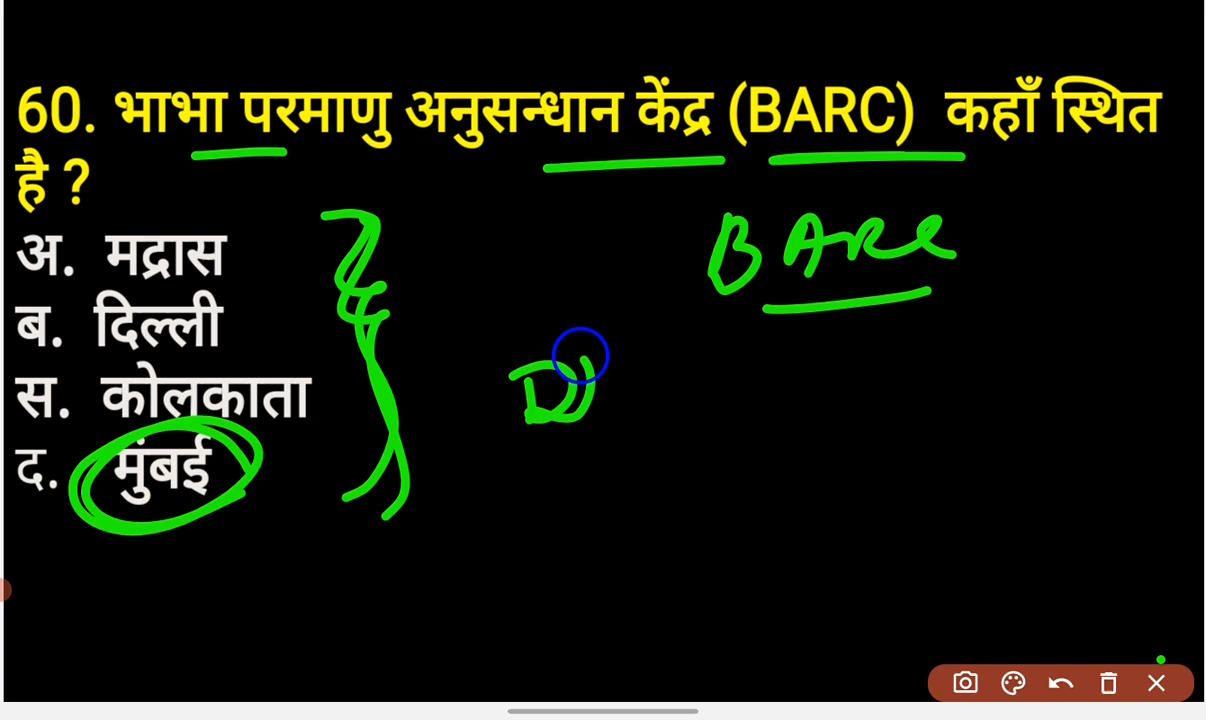 60. भाभा परमाणु अनुसन्धान केंद्र (BARC) कहाँ स्थित
है ?
BARC
अ. मद्रास
ब. दिल्ली
स. कोलकाता
D
द. मुंबई